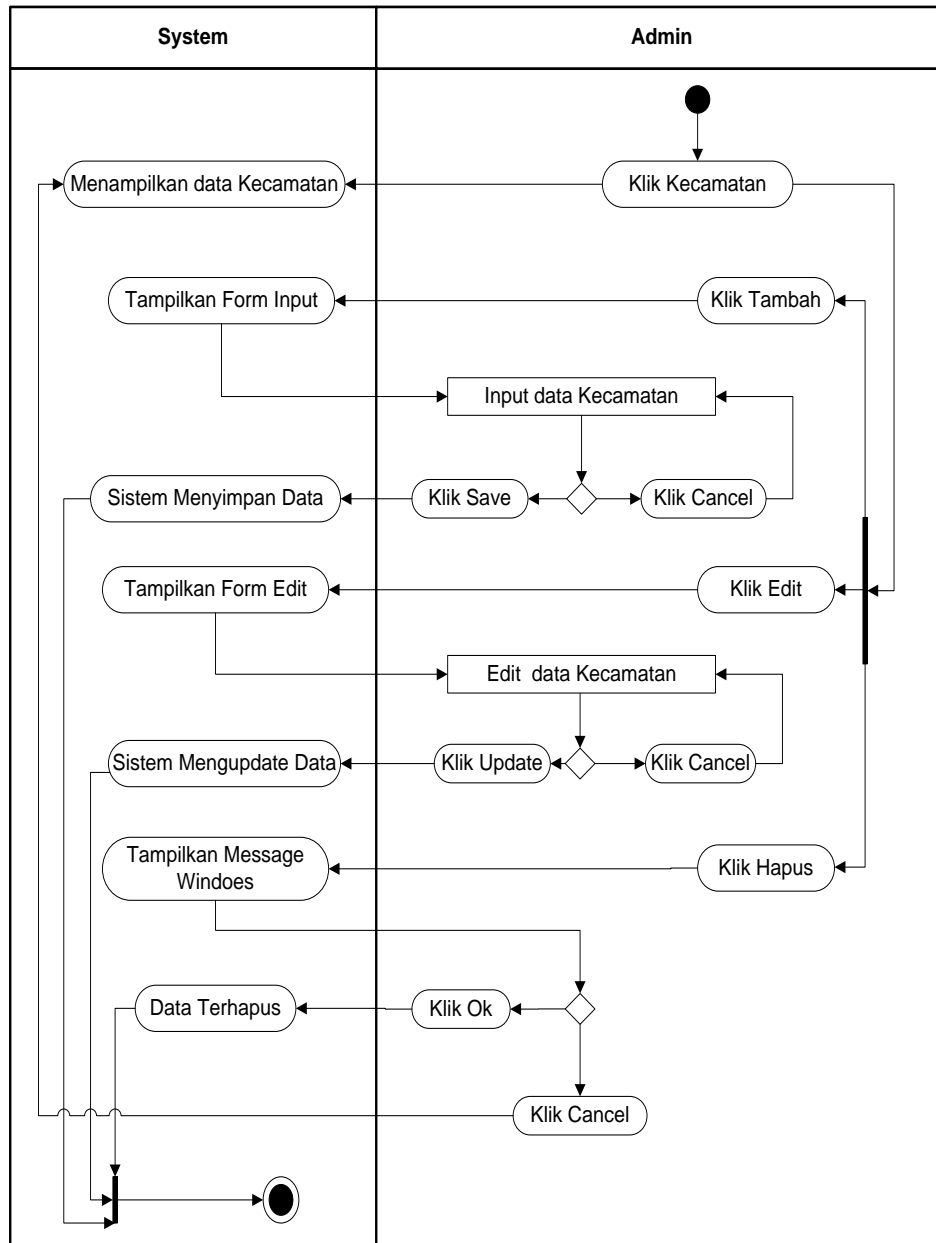 System
Admin
Menampilkan data Kecamatan
Klik Kecamatan
Tampilkan Form Input
Klik Tambah
Input data Kecamatan
Sistem Menyimpan Data
Klik Save
Klik Cancel
Tampilkan Form Edit
Klik Edit
Edit data Kecamatan
Sistem Mengupdate Data
Klik Update
Klik Cancel
Tampilkan Message
Windoes
Klik Hapus
Data Terhapus
Klik Ok
Klik Cancel